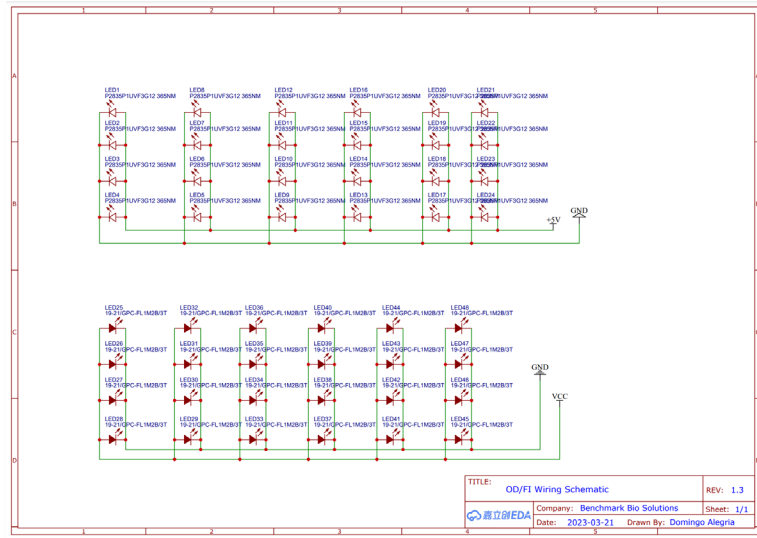 1 2 3 4 5
A
LED1 LED8 LED12 LED16 LED20 LED21
P2835P1UVF3G12 365NM P2835P1UVF3G12 365NM P2835P1UVF3G12 365NM P2835P1UVF3G12 365NM P2835P1UVF3G12 365NM P2835P1UVF3G12 365NM
LED2 LED7 LED11 LED15 LED19 LED22
P2835P1UVF3G12 365NM P2835P1UVF3G12 365NM P2835P1UVF3G12 365NM P2835P1UVF3G12 365NM P2835P1UVF3G12 365NM P2835P1UVF3G12 365NM
LED3 LED6 LED10 LED14 LED18 LED23
P2835P1UVF3G12 365NM P2835P1UVF3G12 365NM P2835P1UVF3G12 365NM P2835P1UVF3G12 365NM P2835P1UVF3G12 365NM P2835P1UVF3G12 365NM
LED4 LED5 LED9 LED13 LED17 LED24
P2835P1UVF3G12 365NM P2835P1UVF3G12 365NM P2835P1UVF3G12 365NM P2835P1UVF3G12 365NM P2835P1UVF3G12 365NM P2835P1UVF3G12 365NM
B
+5V GND
LED25 LED32 LED36 LED40 LED44 LED48
19-21/GPC-FL1M2B/3T 19-21/GPC-FL1M2B/3T 19-21/GPC-FL1M2B/3T 19-21/GPC-FL1M2B/3T 19-21/GPC-FL1M2B/3T 19-21/GPC-FL1M2B/3T
C
LED26 LED31 LED35 LED39 LED43 LED47
19-21/GPC-FL1M2B/3T 19-21/GPC-FL1M2B/3T 19-21/GPC-FL1M2B/3T 19-21/GPC-FL1M2B/3T 19-21/GPC-FL1M2B/3T 19-21/GPC-FL1M2B/3T
GND
LED27 LED30 LED34 LED38 LED42 LED46
19-21/GPC-FL1M2B/3T 19-21/GPC-FL1M2B/3T 19-21/GPC-FL1M2B/3T 19-21/GPC-FL1M2B/3T 19-21/GPC-FL1M2B/3T 19-21/GPC-FL1M2B/3T
VCC
LED28 LED29 LED33 LED37 LED41 LED45
19-21/GPC-FL1M2B/3T 19-21/GPC-FL1M2B/3T 19-21/GPC-FL1M2B/3T 19-21/GPC-FL1M2B/3T 19-21/GPC-FL1M2B/3T 19-21/GPC-FL1M2B/3T
D
TITLE:
OD/FI Wiring Schematic
REV: 1.3
嘉立创EDA
Company: Benchmark Bio Solutions
Sheet: 1/1
Date: 2023-03-21 Drawn By: Domingo Alegria
1 2 3 4